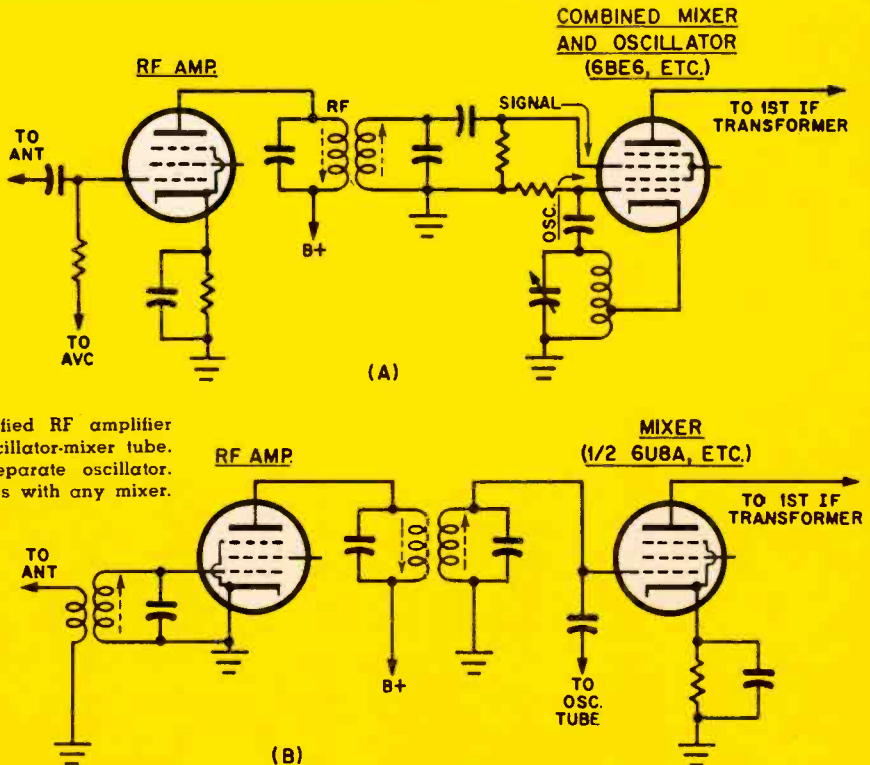 COMBINED MIXER
AND OSCILLATOR
(6BE6, ETC.)
RF AMP.
TO
ANT
TO
AVC
RF
B+
SIGNAL
OSC.
TO 1ST IF
TRANSFORMER
(A)
fied RF amplifier
cillator-mixer tube.
eparate oscillator.
s with any mixer.
RF AMP.
MIXER
(1/2 6U8A, ETC.)
TO
ANT
B+
TO
OSC.
TUBE
TO 1ST IF
TRANSFORMER
(B)